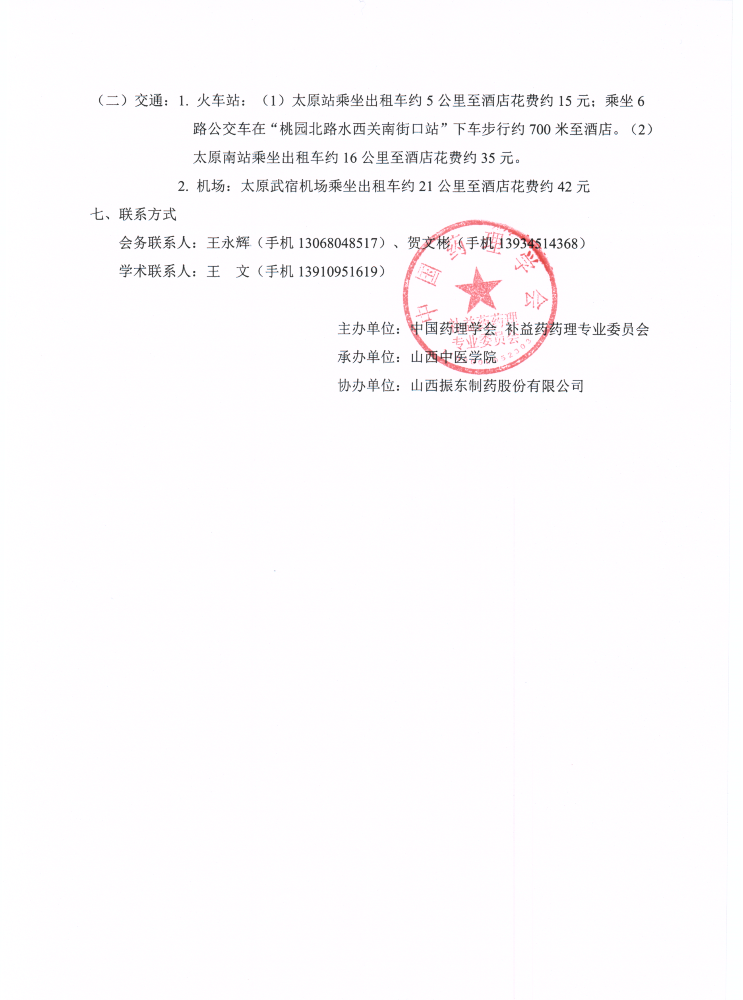 （二）交通：1. 火车站：（1）太原站乘坐出租车约 5 公里至酒店花费约 15 元；乘坐 6
路公交车在“桃园北路水西关南街口站”下车步行约 700 米至酒店。（2）
太原南站乘坐出租车约 16 公里至酒店花费约 35 元。
2. 机场：太原武宿机场乘坐出租车约 21 公里至酒店花费约 42 元
七、联系方式
会务联系人：王永辉（手机 13068048517）、贺文彬（手机 13934514368）
学术联系人：王　文（手机 13910951619）
中国药理学会
补益药药理
专业委员会
主办单位：中国药理学会 补益药药理专业委员会
承办单位：山西中医学院
协办单位：山西振东制药股份有限公司